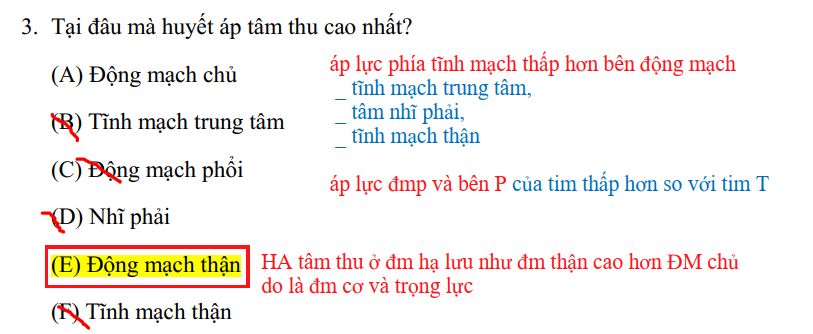 3. Tại đâu mà huyết áp tâm thu cao nhất?
(A) Động mạch chủ
áp lực phía tĩnh mạch thấp hơn bên động mạch
_ tĩnh mạch trung tâm,
_ tâm nhĩ phải,
_ tĩnh mạch thận
(B) Tĩnh mạch trung tâm
(C) Động mạch phổi
áp lực đmp và bên P của tim thấp hơn so với tim T
(D) Nhĩ phải
(E) Động mạch thận
HA tâm thu ở đm hạ lưu như đm thận cao hơn ĐM chủ
do là đm cơ và trọng lực
(F) Tĩnh mạch thận